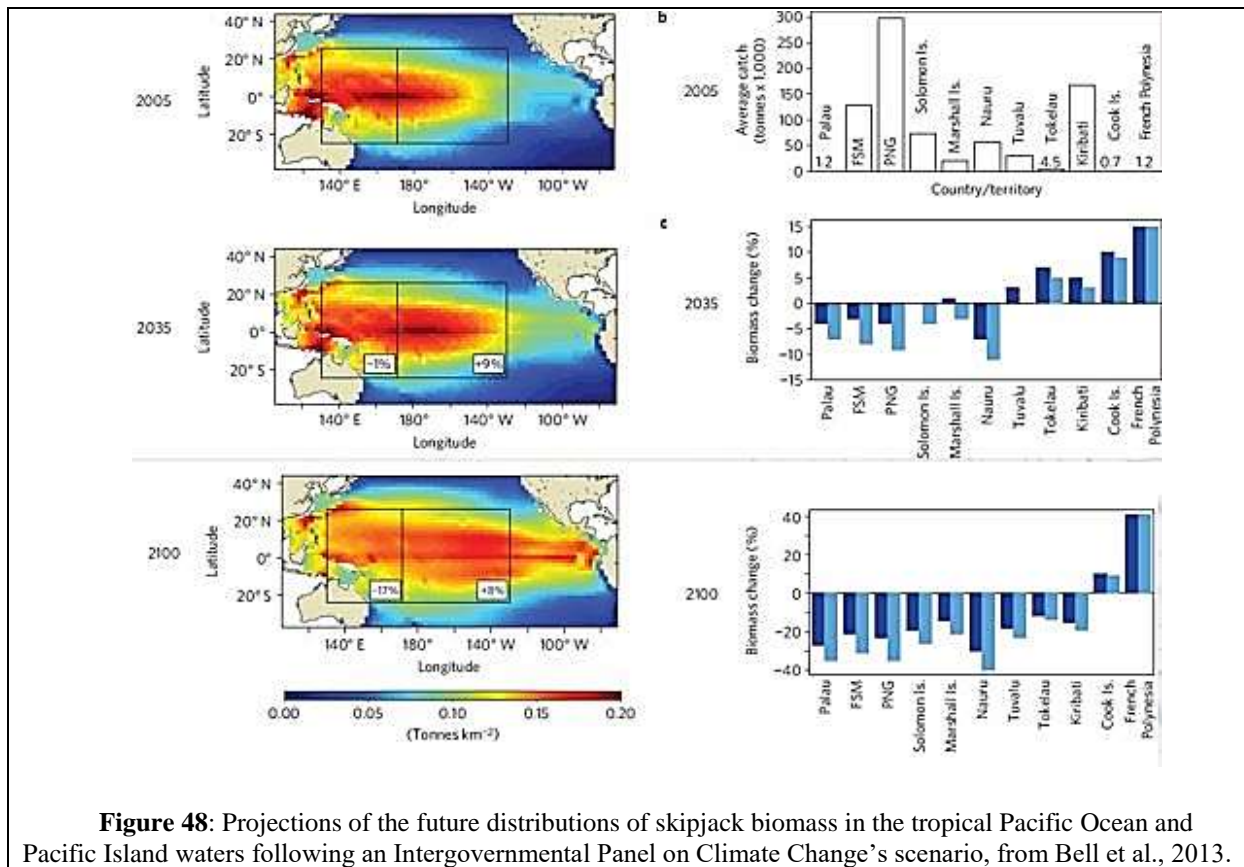 40° N
20° N
0°
20° S
Latitude
2005
140° E 180° 140° W 100° W
Longitude
b
300
250
200
150
100
50
0
Average catch
(tonnes x 1,000)
2005
1.2 Palau
FSM
PNG
Solomon Is.
Marshall Is.
Nauru
Tuvalu
4.5 Tokelau
Kiribati
0.7 Cook Is.
1.2 French Polynesia
Country/territory
40° N
20° N
0°
20° S
Latitude
2035
-1% +9%
140° E 180° 140° W 100° W
Longitude
c
15
10
5
0
-5
-10
-15
Biomass change (%)
2035
Palau
FSM
PNG
Solomon Is.
Marshall Is.
Nauru
Tuvalu
Tokelau
Kiribati
Cook Is.
French
Polynesia
40° N
20° N
0°
20° S
Latitude
2100
-17% +8%
140° E 180° 140° W 100° W
Longitude
0.00 0.05 0.10 0.15 0.20
(Tonnes km⁻²)
40
20
0
-20
-40
Biomass change (%)
2100
Palau
FSM
PNG
Solomon Is.
Marshall Is.
Nauru
Tuvalu
Tokelau
Kiribati
Cook Is.
French
Polynesia
Figure 48: Projections of the future distributions of skipjack biomass in the tropical Pacific Ocean and
Pacific Island waters following an Intergovernmental Panel on Climate Change’s scenario, from Bell et al., 2013.